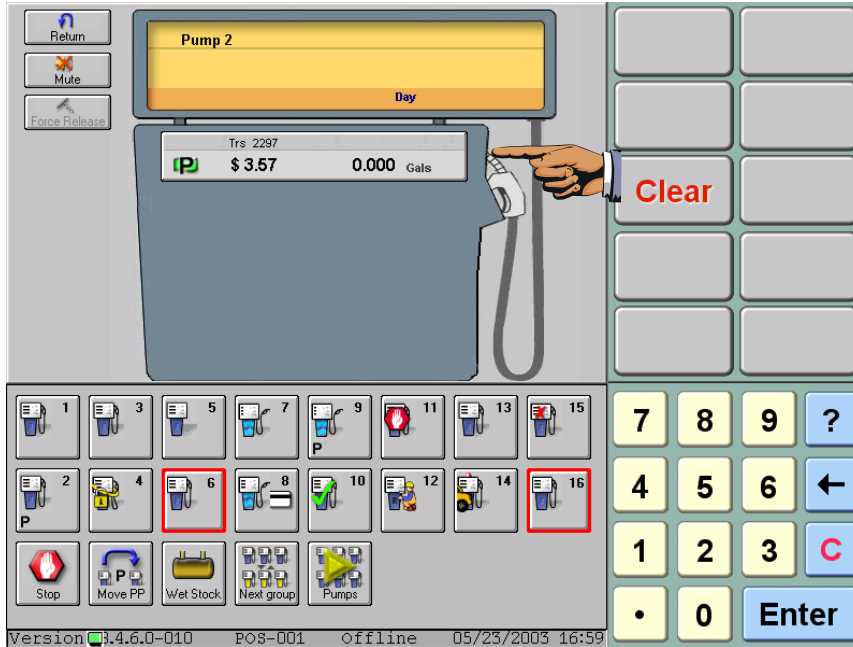 Return
Mute
Force Release
Pump 2
Day
Trs 2297
P $ 3.57 0.000 Gals
Clear
1 3 5 7 9 11 13 15
P
2 4 6 8 10 12 14 16
P
Stop
P
Move PP
Wet Stock
Next group
Pumps
7 8 9 ?
4 5 6 ←
1 2 3 C
• 0 Enter
Version 3.4.6.0-010 POS-001 Offline 05/23/2003 16:59